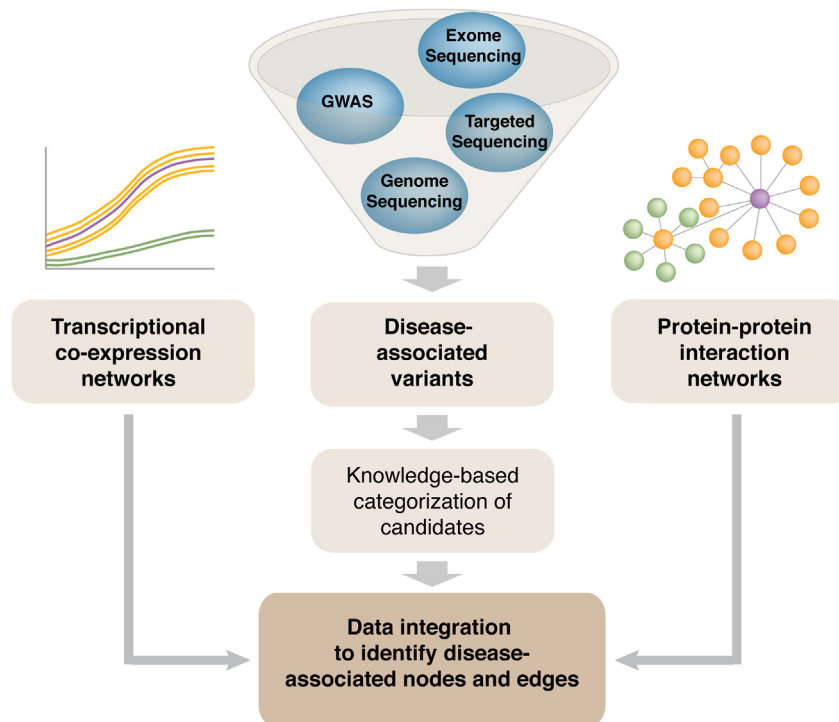 Exome
Sequencing
GWAS
Targeted
Sequencing
Genome
Sequencing
Transcriptional
co-expression
networks
Disease-
associated
variants
Protein-protein
interaction
networks
Knowledge-based
categorization of
candidates
Data integration
to identify disease-
associated nodes and edges